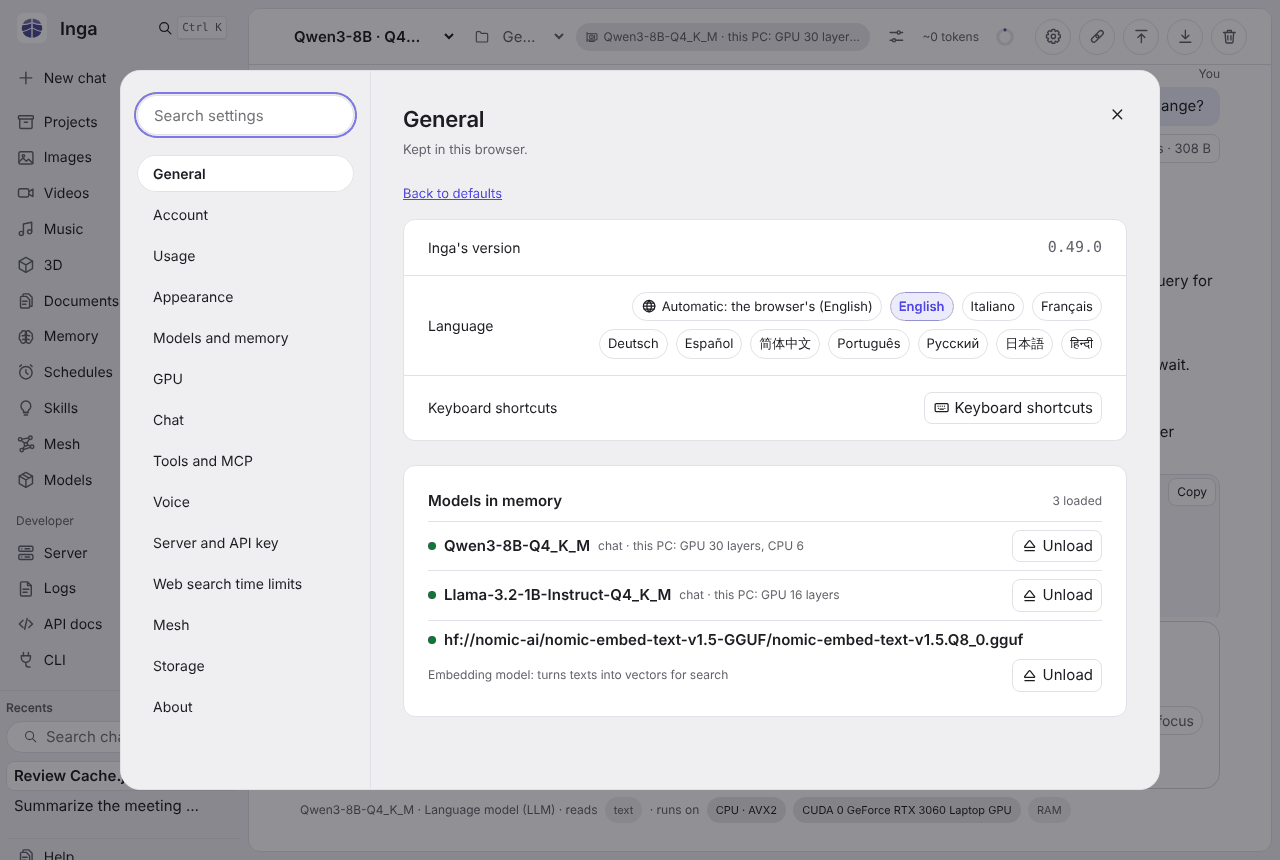 Inga
Ctrl K
Qwen3-8B · Q4...
Ge...
Qwen3-8B-Q4_K_M · this PC: GPU 30 layer...
~0 tokens
New chat
Projects
Images
Videos
Music
3D
Documents
Memory
Schedules
Skills
Mesh
Models
Developer
Server
Logs
API docs
CLI
Recents
Search cha
Review Cache.
Summarize the meeting ...
Help
You
ange?
s · 308 B
uery for
wait.
er
Copy
focus
Search settings
General
Account
Usage
Appearance
Models and memory
GPU
Chat
Tools and MCP
Voice
Server and API key
Web search time limits
Mesh
Storage
About
General
Kept in this browser.
Back to defaults
Inga's version 0.49.0
Language
Automatic: the browser's (English) English Italiano Français
Deutsch Español 简体中文 Português Русский 日本語 हिन्दी
Keyboard shortcuts Keyboard shortcuts
Models in memory 3 loaded
Qwen3-8B-Q4_K_M chat · this PC: GPU 30 layers, CPU 6 Unload
Llama-3.2-1B-Instruct-Q4_K_M chat · this PC: GPU 16 layers Unload
hf://nomic-ai/nomic-embed-text-v1.5-GGUF/nomic-embed-text-v1.5.Q8_0.gguf
Embedding model: turns texts into vectors for search Unload
Qwen3-8B-Q4_K_M · Language model (LLM) · reads text · runs on CPU · AVX2 CUDA 0 GeForce RTX 3060 Laptop GPU RAM